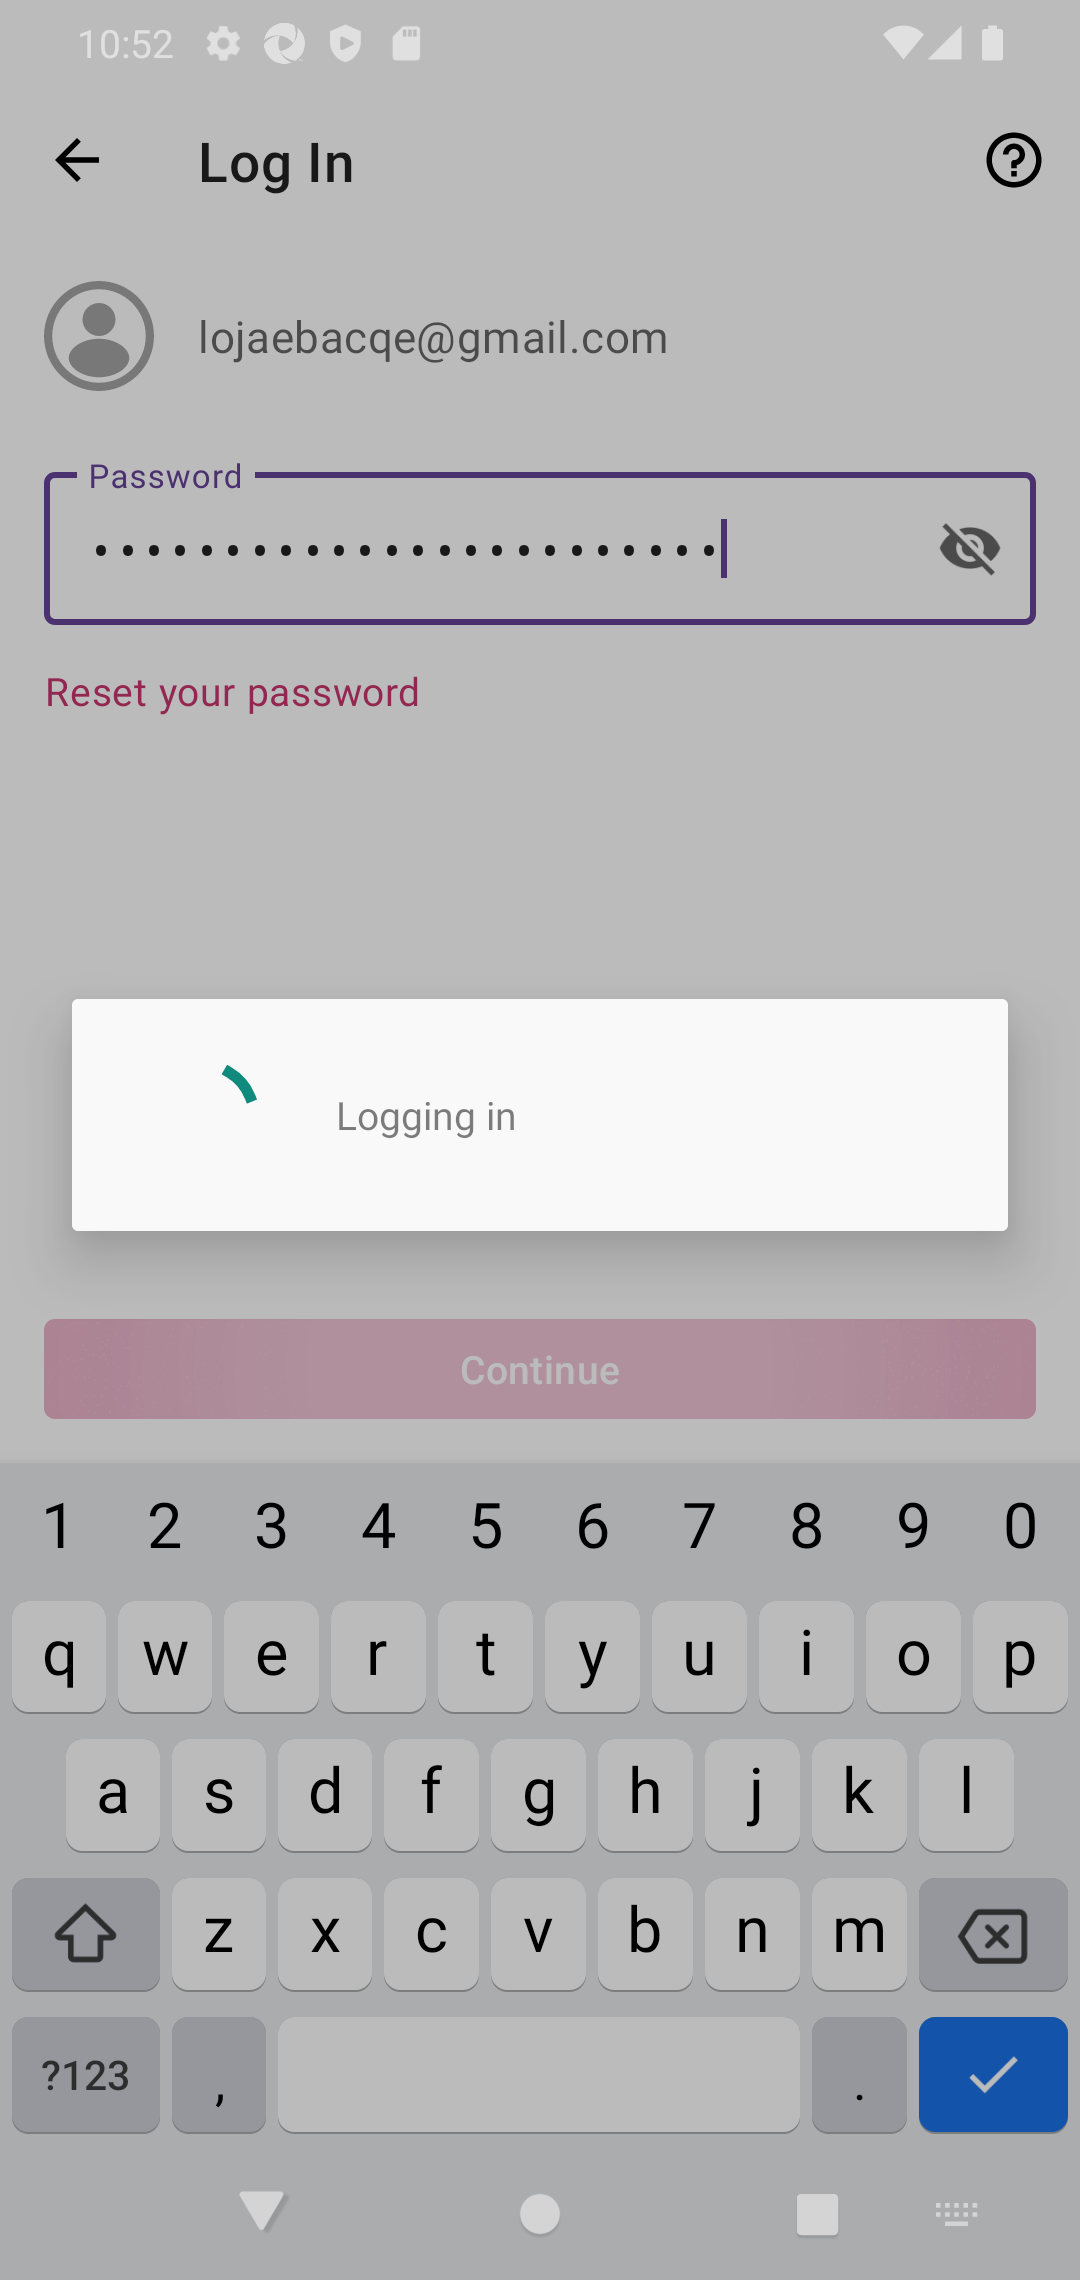 10:52
Log In
lojaebacqe@gmail.com
Password
••••••••••••••••••••••••
Reset your password
Logging in
Continue
1 2 3 4 5 6 7 8 9 0
q w e r t y u i o p
a s d f g h j k l
z x c v b n m
?123 , .